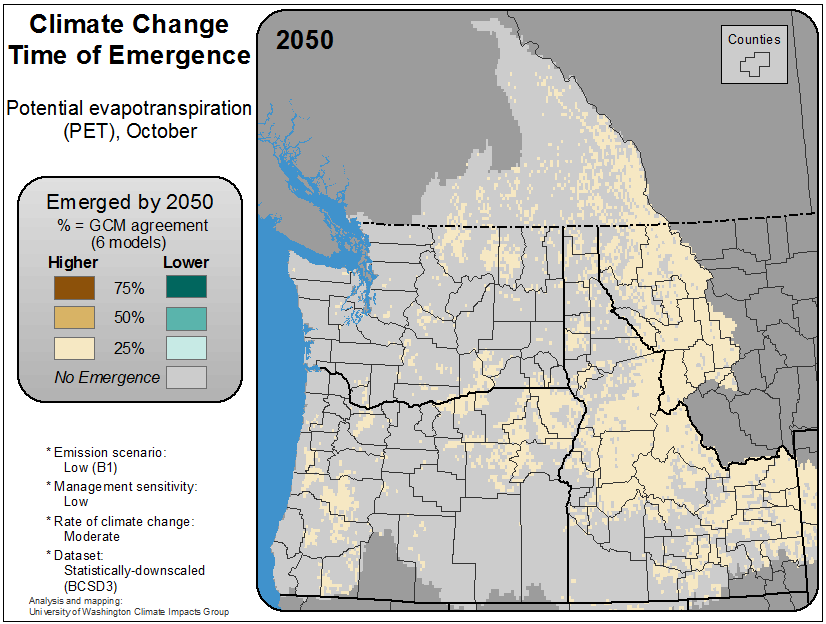 Climate Change
Time of Emergence
Potential evapotranspiration
(PET), October
Emerged by 2050
% = GCM agreement
(6 models)
Higher Lower
75%
50%
25%
No Emergence
* Emission scenario:
Low (B1)
* Management sensitivity:
Low
* Rate of climate change:
Moderate
* Dataset:
Statistically-downscaled
(BCSD3)
Analysis and mapping:
University of Washington Climate Impacts Group
2050
Counties